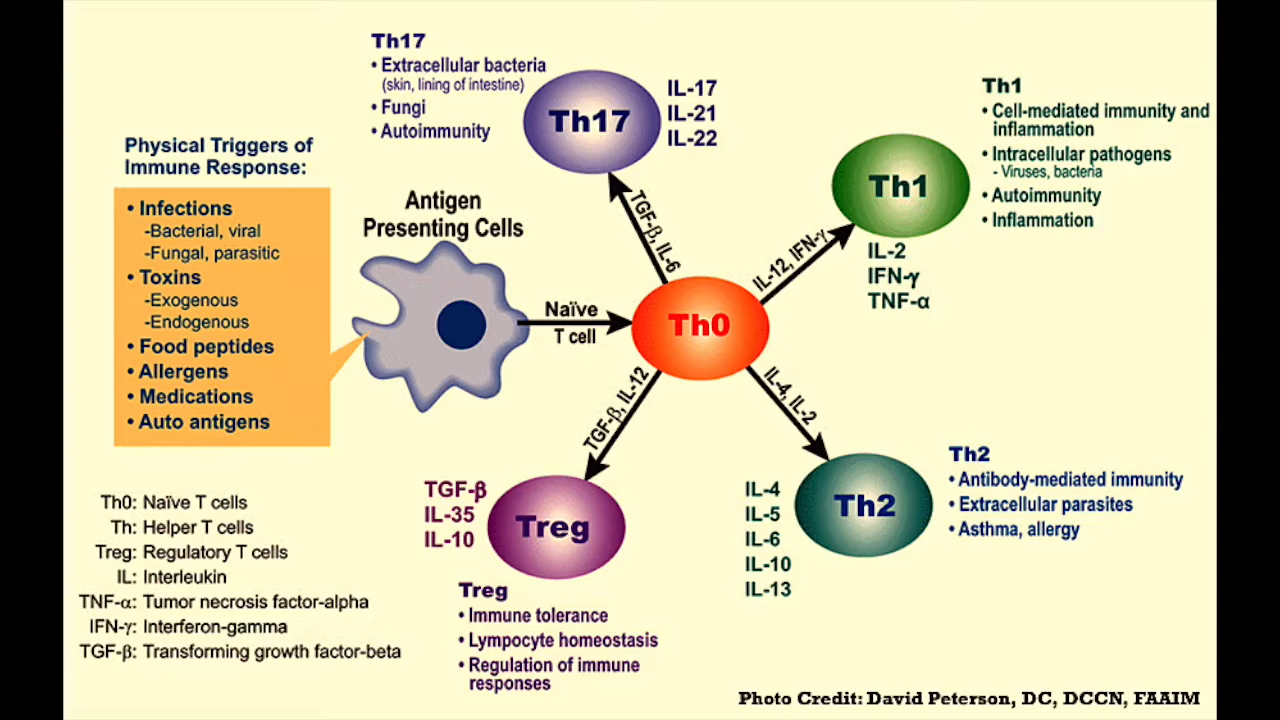 Th17
• Extracellular bacteria
(skin, lining of intestine)
• Fungi
• Autoimmunity
Th17
IL-17
IL-21
IL-22
Th1
• Cell-mediated immunity and
inflammation
• Intracellular pathogens
- Viruses, bacteria
• Autoimmunity
• Inflammation
Th1
IL-2
IFN-γ
TNF-α
Physical Triggers of
Immune Response:
• Infections
-Bacterial, viral
-Fungal, parasitic
• Toxins
-Exogenous
-Endogenous
• Food peptides
• Allergens
• Medications
• Auto antigens
Antigen
Presenting Cells
Naïve
T cell
Th0
TGF-β, IL-6
IL-12, IFN-γ
TGF-β, IL-12
IL-4, IL-2
TGF-β
IL-35
IL-10
Treg
Treg
• Immune tolerance
• Lympocyte homeostasis
• Regulation of immune
responses
IL-4
IL-5
IL-6
IL-10
IL-13
Th2
Th2
• Antibody-mediated immunity
• Extracellular parasites
• Asthma, allergy
Th0: Naïve T cells
Th: Helper T cells
Treg: Regulatory T cells
IL: Interleukin
TNF-α: Tumor necrosis factor-alpha
IFN-γ: Interferon-gamma
TGF-β: Transforming growth factor-beta
Photo Credit: David Peterson, DC, DCCN, FAAIM